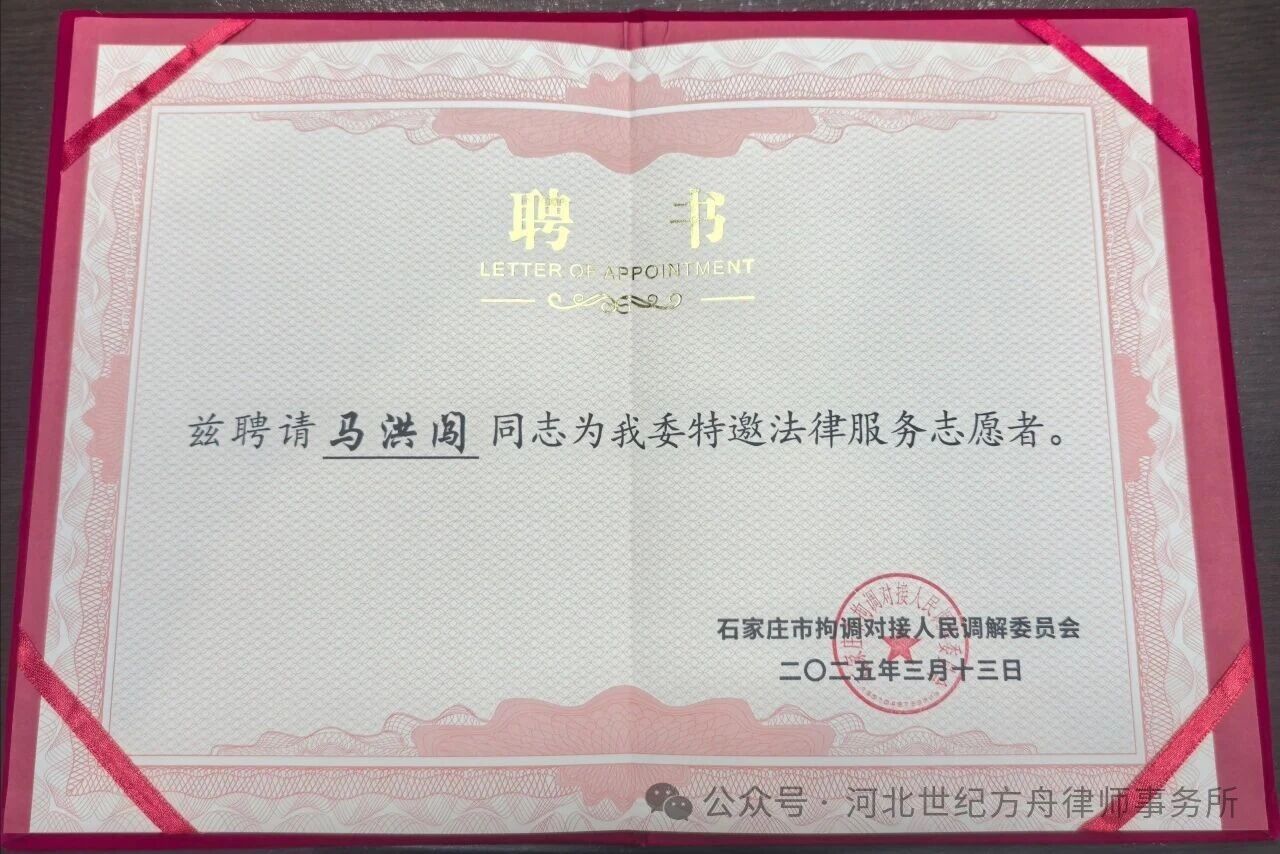 聘书
LETTER OF APPOINTMENT
兹聘请马洪闯同志为我委特邀法律服务志愿者。
石家庄市拘调对接人民调解委员会
二〇二五年三月十三日
公众号·河北世纪方舟律师事务所